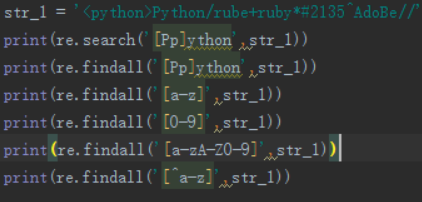 str_1 = '<python>Python/rube+ruby*#2135^AdoBe//'
print(re.search('[Pp]ython',str_1))
print(re.findall('[Pp]ython',str_1))
print(re.findall('[a-z]',str_1))
print(re.findall('[0-9]',str_1))
print(re.findall('[a-zA-Z0-9]',str_1))
print(re.findall('[^a-z]',str_1))